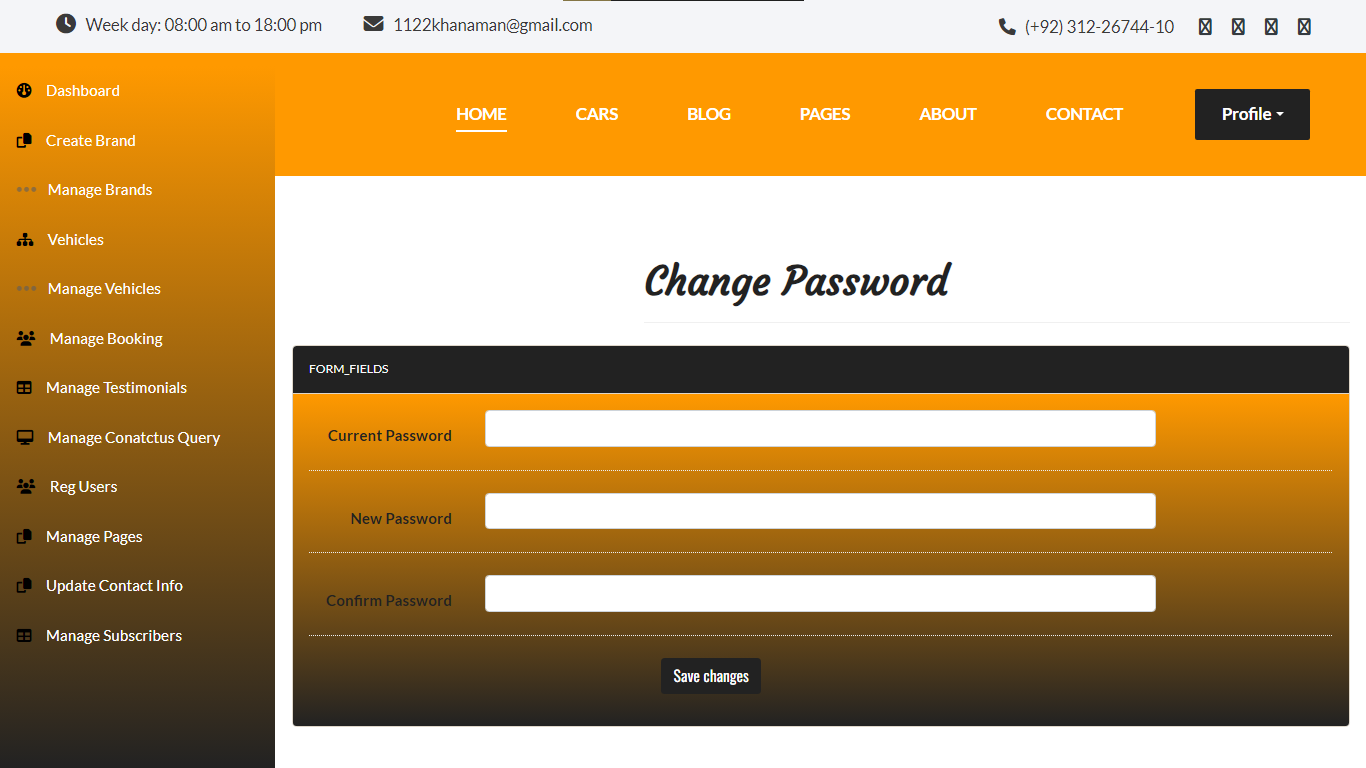 Week day: 08:00 am to 18:00 pm 1122khanaman@gmail.com (+92) 312-26744-10
HOME CARS BLOG PAGES ABOUT CONTACT Profile
Dashboard
Create Brand
Manage Brands
Vehicles
Manage Vehicles
Manage Booking
Manage Testimonials
Manage Conatctus Query
Reg Users
Manage Pages
Update Contact Info
Manage Subscribers
Change Password
FORM_FIELDS
Current Password
New Password
Confirm Password
Save changes